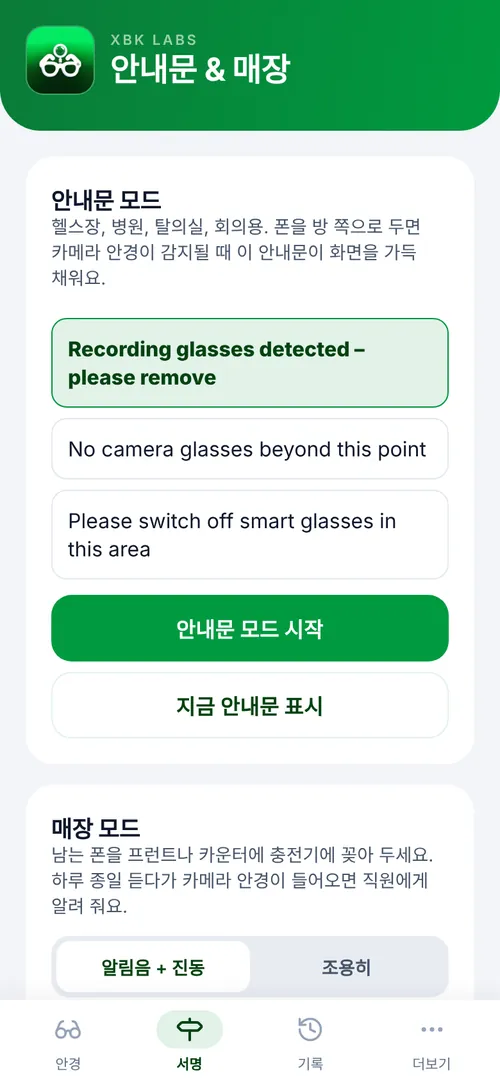 XBK LABS
안내문 & 매장
안내문 모드
헬스장, 병원, 탈의실, 회의용. 폰을 방 쪽으로 두면
카메라 안경이 감지될 때 이 안내문이 화면을 가득
채워요.
Recording glasses detected –
please remove
No camera glasses beyond this point
Please switch off smart glasses in
this area
안내문 모드 시작
지금 안내문 표시
매장 모드
남는 폰을 프런트나 카운터에 충전기에 꽂아 두세요.
하루 종일 듣다가 카메라 안경이 들어오면 직원에게
알려 줘요.
알림음 + 진동
조용히
안경
서명
기록
더보기